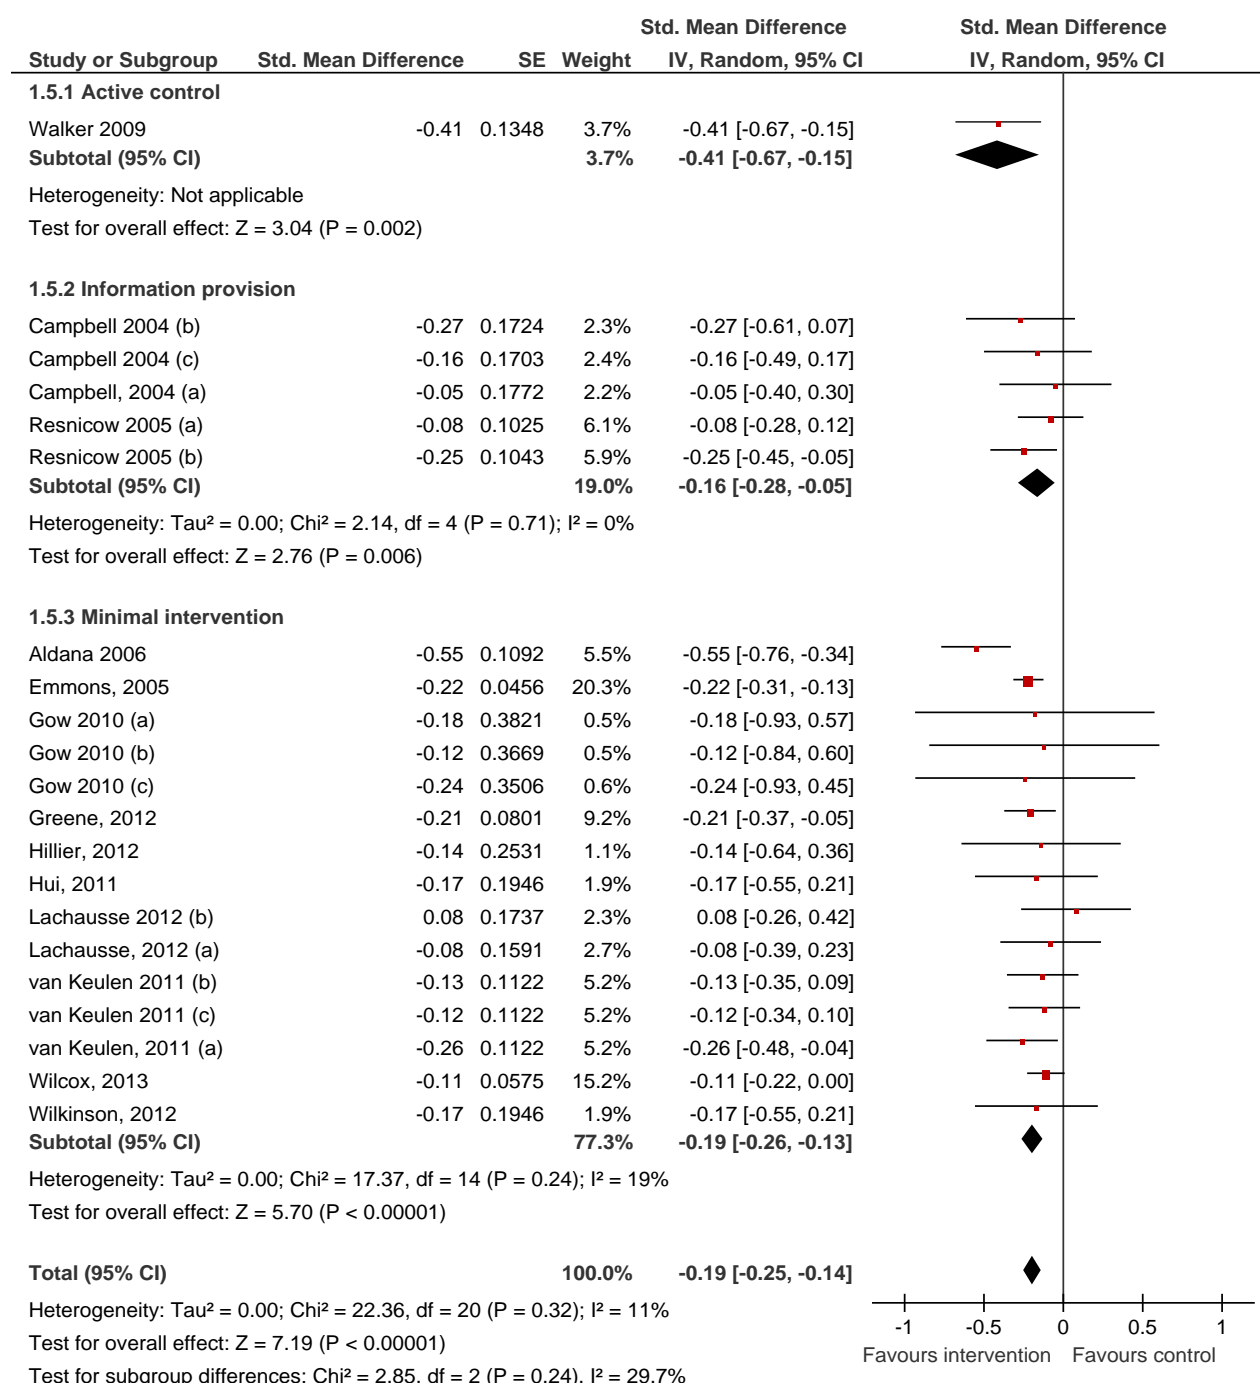 Std. Mean Difference Std. Mean Difference
Study or Subgroup Std. Mean Difference SE Weight IV, Random, 95% CI IV, Random, 95% CI
1.5.1 Active control
Walker 2009 -0.41 0.1348 3.7% -0.41 [-0.67, -0.15]
Subtotal (95% CI) 3.7% -0.41 [-0.67, -0.15]
Heterogeneity: Not applicable
Test for overall effect: Z = 3.04 (P = 0.002)
1.5.2 Information provision
Campbell 2004 (b) -0.27 0.1724 2.3% -0.27 [-0.61, 0.07]
Campbell 2004 (c) -0.16 0.1703 2.4% -0.16 [-0.49, 0.17]
Campbell, 2004 (a) -0.05 0.1772 2.2% -0.05 [-0.40, 0.30]
Resnicow 2005 (a) -0.08 0.1025 6.1% -0.08 [-0.28, 0.12]
Resnicow 2005 (b) -0.25 0.1043 5.9% -0.25 [-0.45, -0.05]
Subtotal (95% CI) 19.0% -0.16 [-0.28, -0.05]
Heterogeneity: Tau² = 0.00; Chi² = 2.14, df = 4 (P = 0.71); I² = 0%
Test for overall effect: Z = 2.76 (P = 0.006)
1.5.3 Minimal intervention
Aldana 2006 -0.55 0.1092 5.5% -0.55 [-0.76, -0.34]
Emmons, 2005 -0.22 0.0456 20.3% -0.22 [-0.31, -0.13]
Gow 2010 (a) -0.18 0.3821 0.5% -0.18 [-0.93, 0.57]
Gow 2010 (b) -0.12 0.3669 0.5% -0.12 [-0.84, 0.60]
Gow 2010 (c) -0.24 0.3506 0.6% -0.24 [-0.93, 0.45]
Greene, 2012 -0.21 0.0801 9.2% -0.21 [-0.37, -0.05]
Hillier, 2012 -0.14 0.2531 1.1% -0.14 [-0.64, 0.36]
Hui, 2011 -0.17 0.1946 1.9% -0.17 [-0.55, 0.21]
Lachausse 2012 (b) 0.08 0.1737 2.3% 0.08 [-0.26, 0.42]
Lachausse, 2012 (a) -0.08 0.1591 2.7% -0.08 [-0.39, 0.23]
van Keulen 2011 (b) -0.13 0.1122 5.2% -0.13 [-0.35, 0.09]
van Keulen 2011 (c) -0.12 0.1122 5.2% -0.12 [-0.34, 0.10]
van Keulen, 2011 (a) -0.26 0.1122 5.2% -0.26 [-0.48, -0.04]
Wilcox, 2013 -0.11 0.0575 15.2% -0.11 [-0.22, 0.00]
Wilkinson, 2012 -0.17 0.1946 1.9% -0.17 [-0.55, 0.21]
Subtotal (95% CI) 77.3% -0.19 [-0.26, -0.13]
Heterogeneity: Tau² = 0.00; Chi² = 17.37, df = 14 (P = 0.24); I² = 19%
Test for overall effect: Z = 5.70 (P < 0.00001)
Total (95% CI) 100.0% -0.19 [-0.25, -0.14]
Heterogeneity: Tau² = 0.00; Chi² = 22.36, df = 20 (P = 0.32); I² = 11%
Test for overall effect: Z = 7.19 (P < 0.00001)
Test for subgroup differences: Chi² = 2.85, df = 2 (P = 0.24), I² = 29.7%
-1 -0.5 0 0.5 1
Favours intervention Favours control